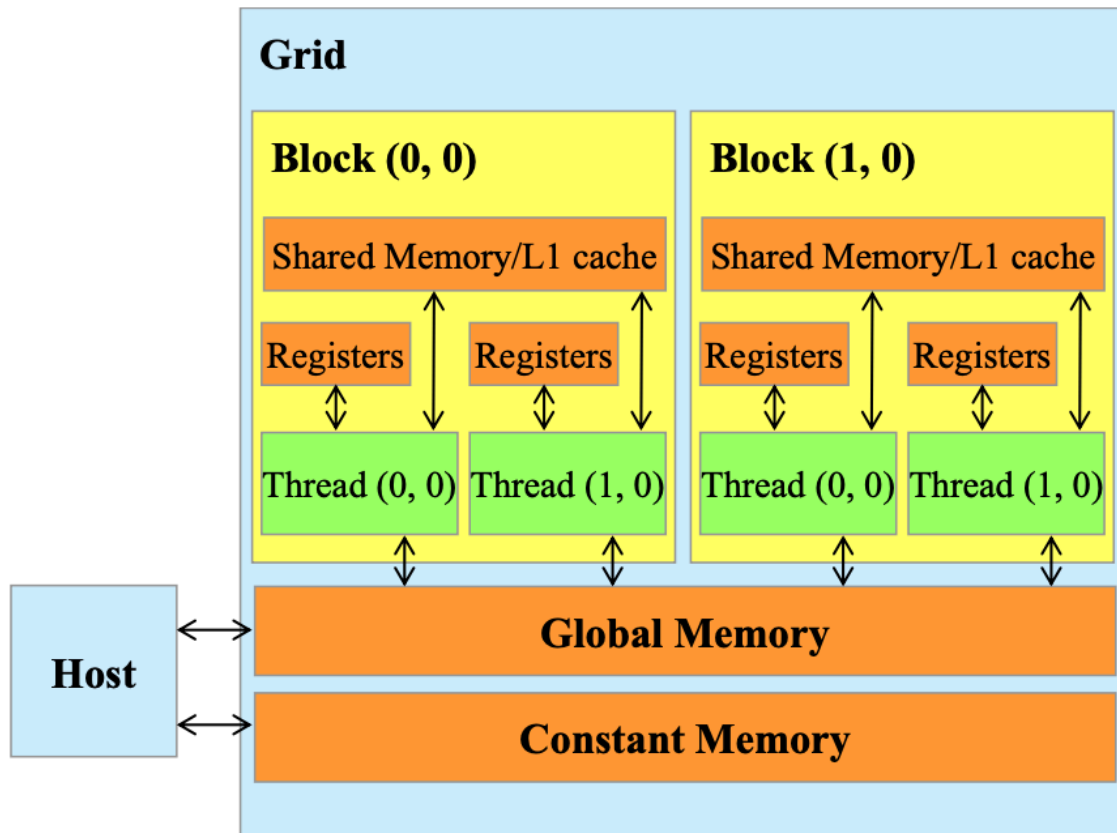 Grid
Block (0, 0)
Block (1, 0)
Shared Memory/L1 cache
Shared Memory/L1 cache
Registers
Registers
Registers
Registers
Thread (0, 0)
Thread (1, 0)
Thread (0, 0)
Thread (1, 0)
Host
Global Memory
Constant Memory